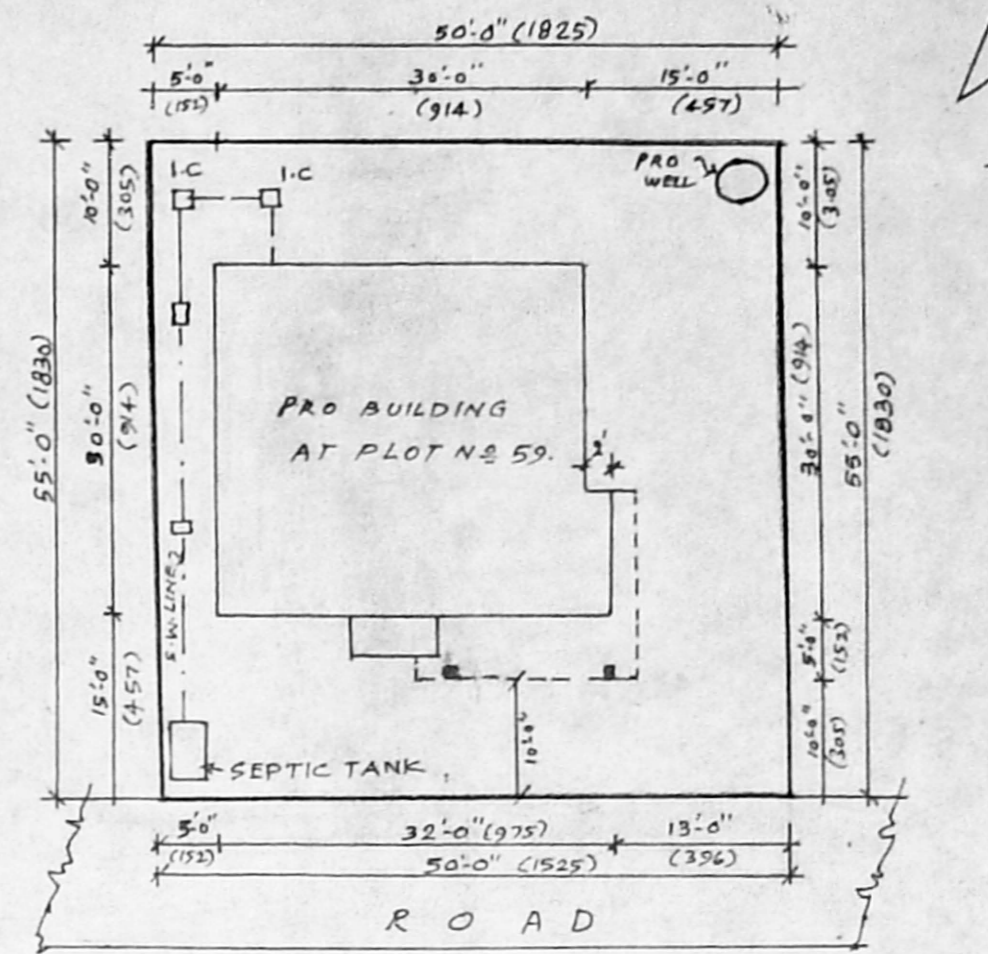 50'-0" (1825)
5'-0" 30'-0" 15'-0"
(152) (914) (457)
I.C I.C
PRO
WELL
10'-0"
(305)
10'-0"
(305)
55'-0" (1830)
30'-0"
(914)
PRO BUILDING
AT PLOT Nº 59.
2'
30'-0" (914)
55'-0"
(1830)
S.W. LINE
15'-0"
(457)
5'-0"
(152)
10'-0"
(305)
10'-0"
SEPTIC TANK
5'-0" 32'-0" (975) 13'-0"
(152) (396)
50'-0" (1525)
ROAD